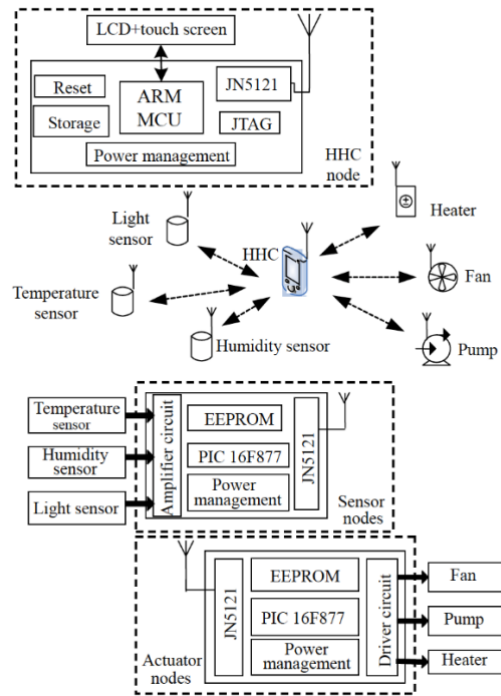 LCD+touch screen
Reset
ARM
MCU
JN5121
Storage
JTAG
Power management
HHC
node
Light
sensor
HHC
Heater
Temperature
sensor
Fan
Humidity sensor
Pump
Temperature
sensor
Humidity
sensor
Light sensor
Amplifier circuit
EEPROM
PIC 16F877
Power
management
JN5121
Sensor
nodes
JN5121
EEPROM
PIC 16F877
Power
management
Driver circuit
Fan
Pump
Heater
Actuator
nodes